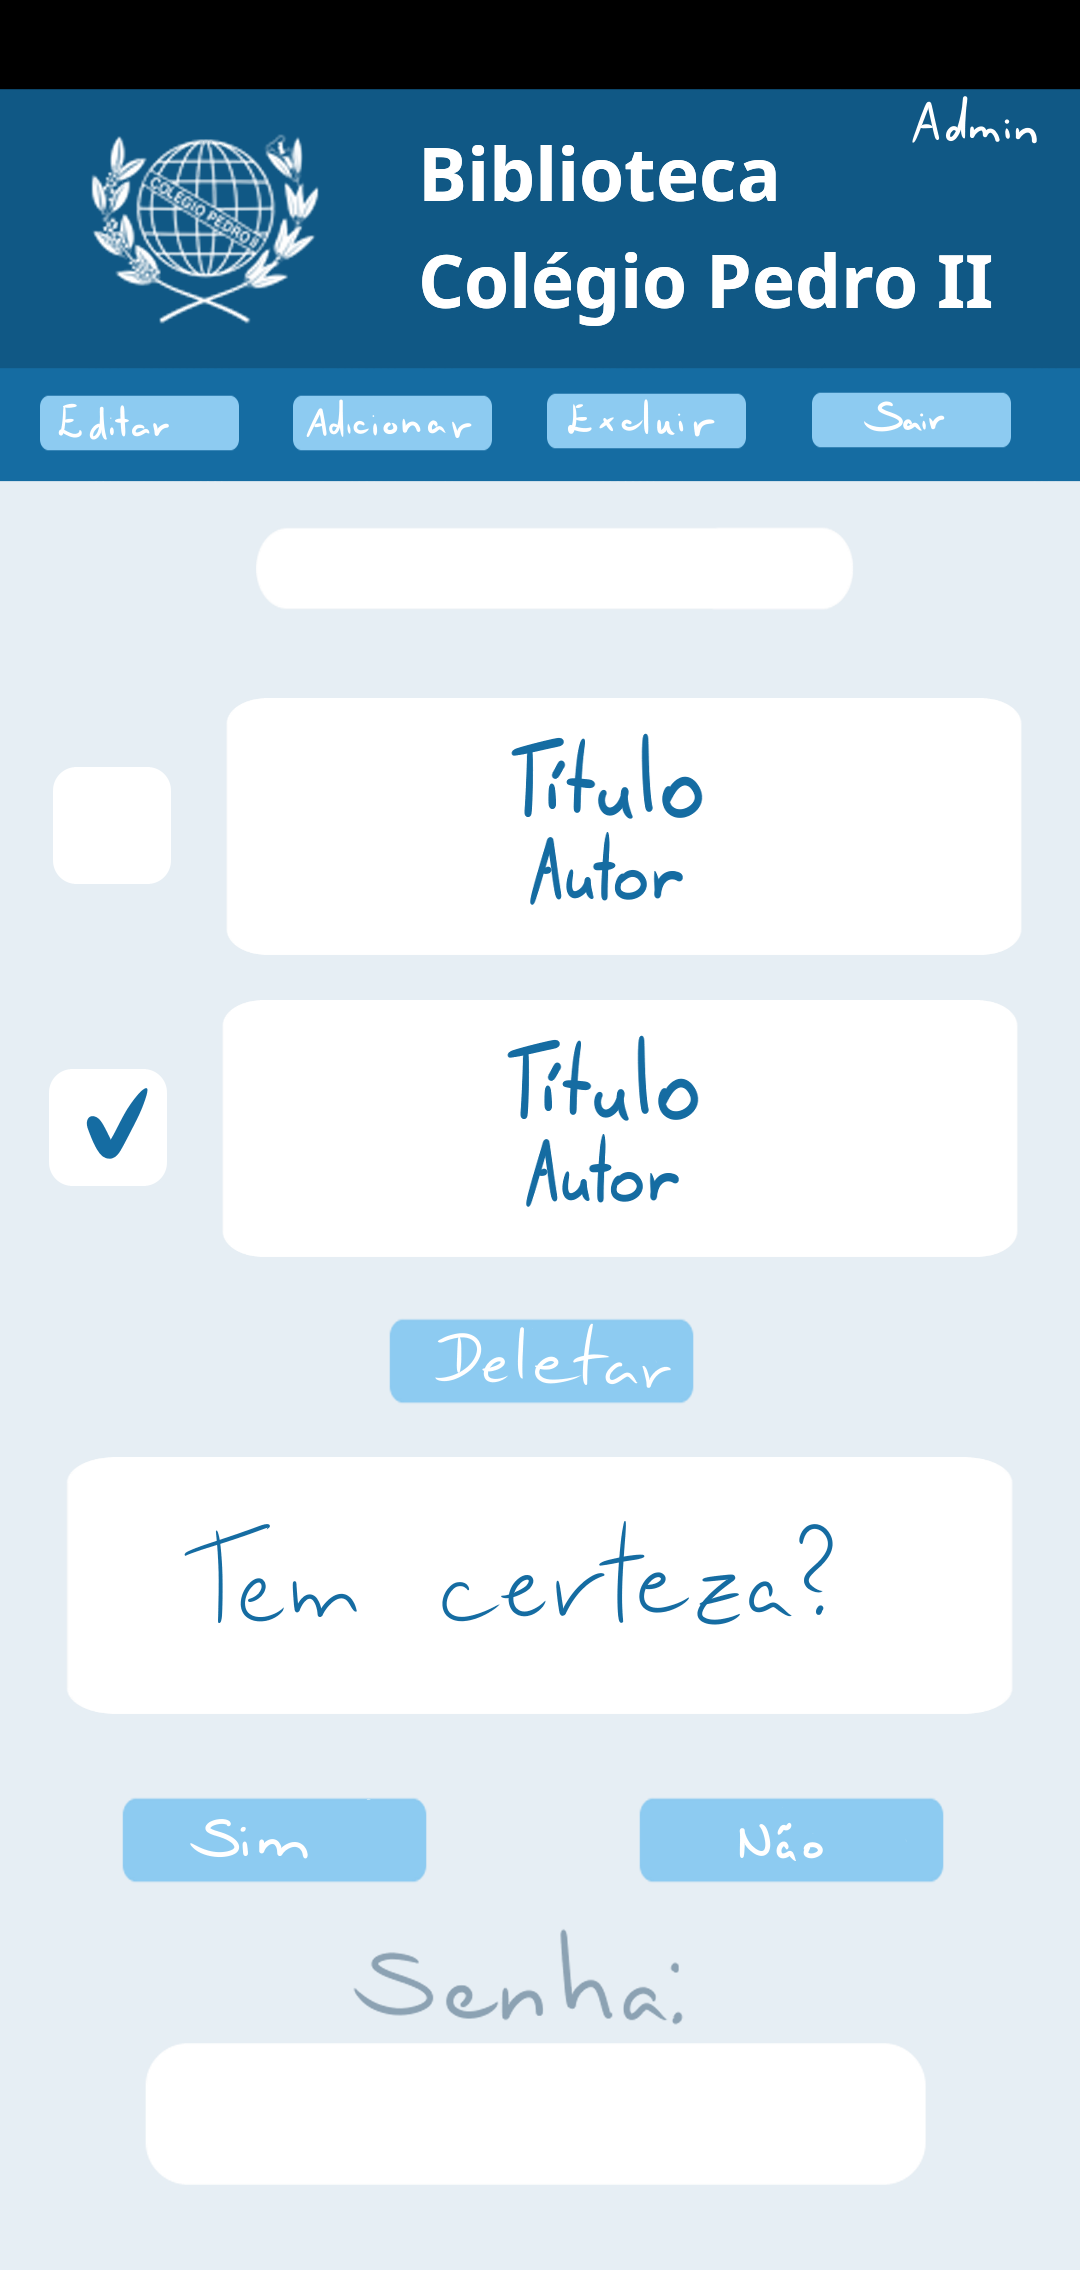 Admin
Biblioteca
Colégio Pedro II
COLÉGIO PEDRO II
Editar Adicionar Excluir Sair
Título
Autor
Título
Autor
Deletar
Tem certeza?
Sim Não
Senha: